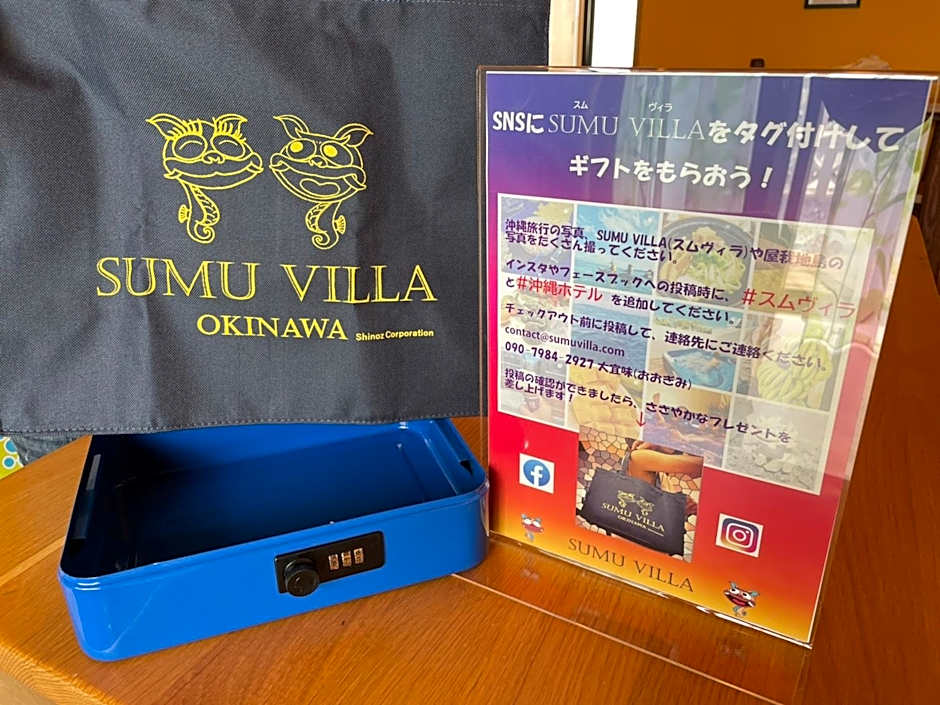 SUMU VILLA
OKINAWA Shinoz Corporation
スム ヴィラ
SNSにSUMU VILLAをタグ付けして
ギフトをもらおう！
沖縄旅行の写真、SUMU VILLA(スムヴィラ)や屋我地島の
写真をたくさん撮ってください。
インスタやフェースブックへの投稿時に、#スムヴィラ
と#沖縄ホテル を追加してください。
チェックアウト前に投稿して、連絡先にご連絡ください。
contact@sumuvilla.com
090-7984-2927 大宜味(おおぎみ)
投稿の確認ができましたら、ささやかなプレゼントを
差し上げます！
↓
SUMU VILLA
OKINAWA
SUMU VILLA